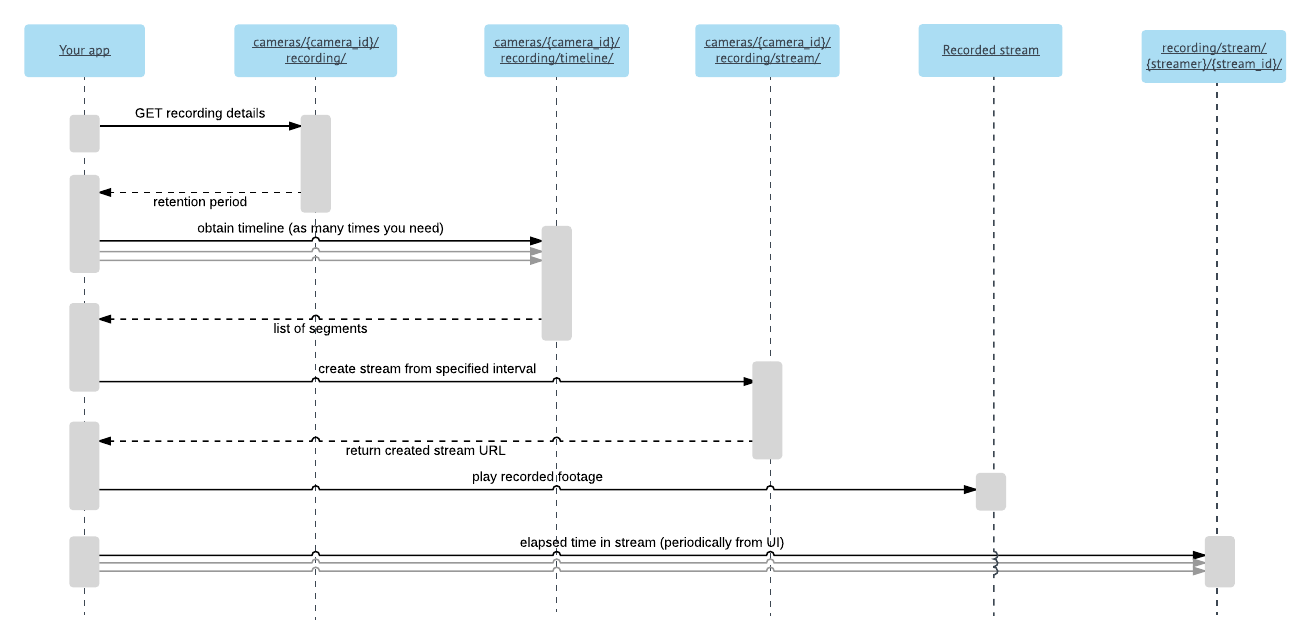 Your app
cameras/{camera_id}/
recording/
cameras/{camera_id}/
recording/timeline/
cameras/{camera_id}/
recording/stream/
Recorded stream
recording/stream/
{streamer}/{stream_id}/
GET recording details
retention period
obtain timeline (as many times you need)
list of segments
create stream from specified interval
return created stream URL
play recorded footage
elapsed time in stream (periodically from UI)